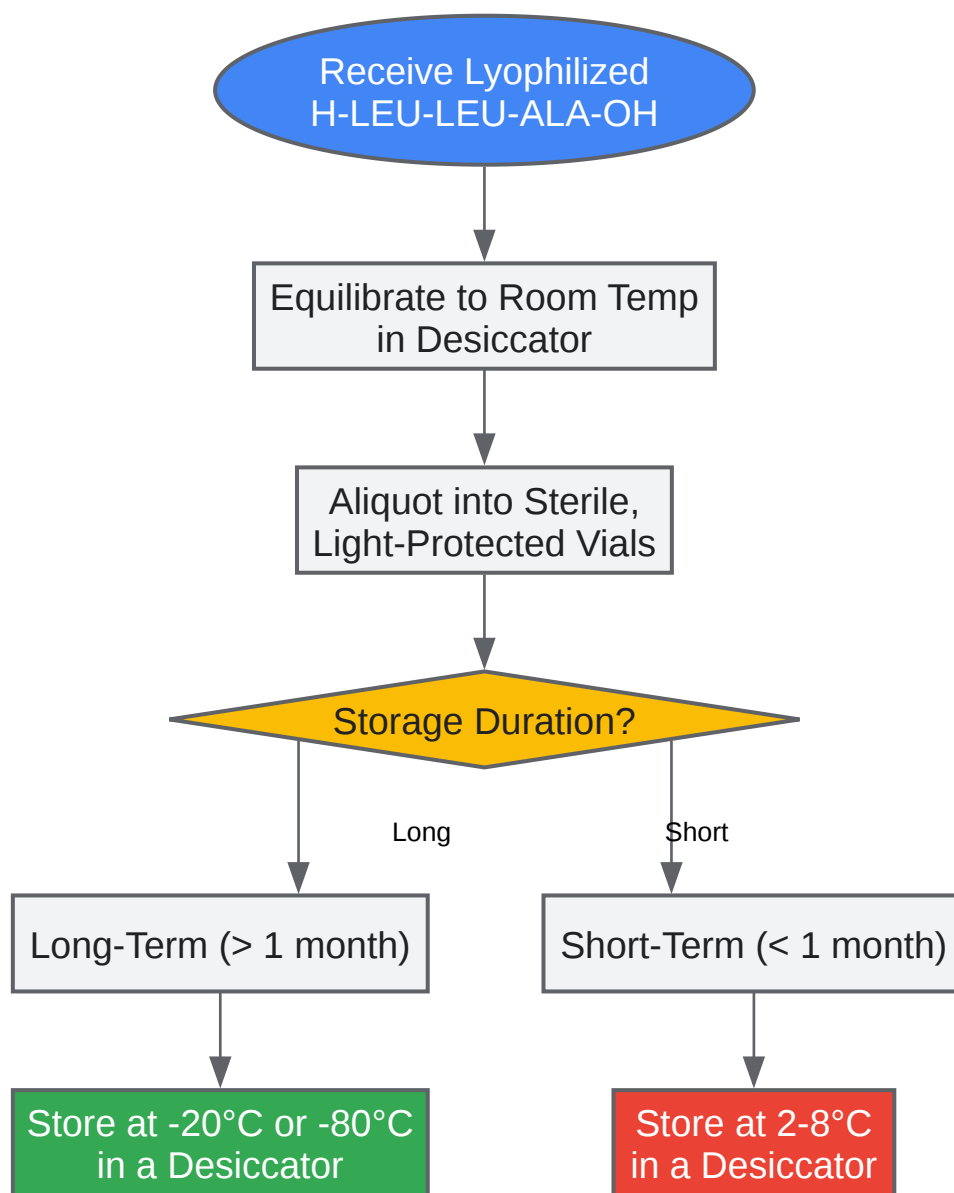 Receive Lyophilized
H-LEU-LEU-ALA-OH
Equilibrate to Room Temp
in Desiccator
Aliquot into Sterile,
Light-Protected Vials
Storage Duration?
Long
Short
Long-Term (> 1 month)
Short-Term (< 1 month)
Store at -20°C or -80°C
in a Desiccator
Store at 2-8°C
in a Desiccator